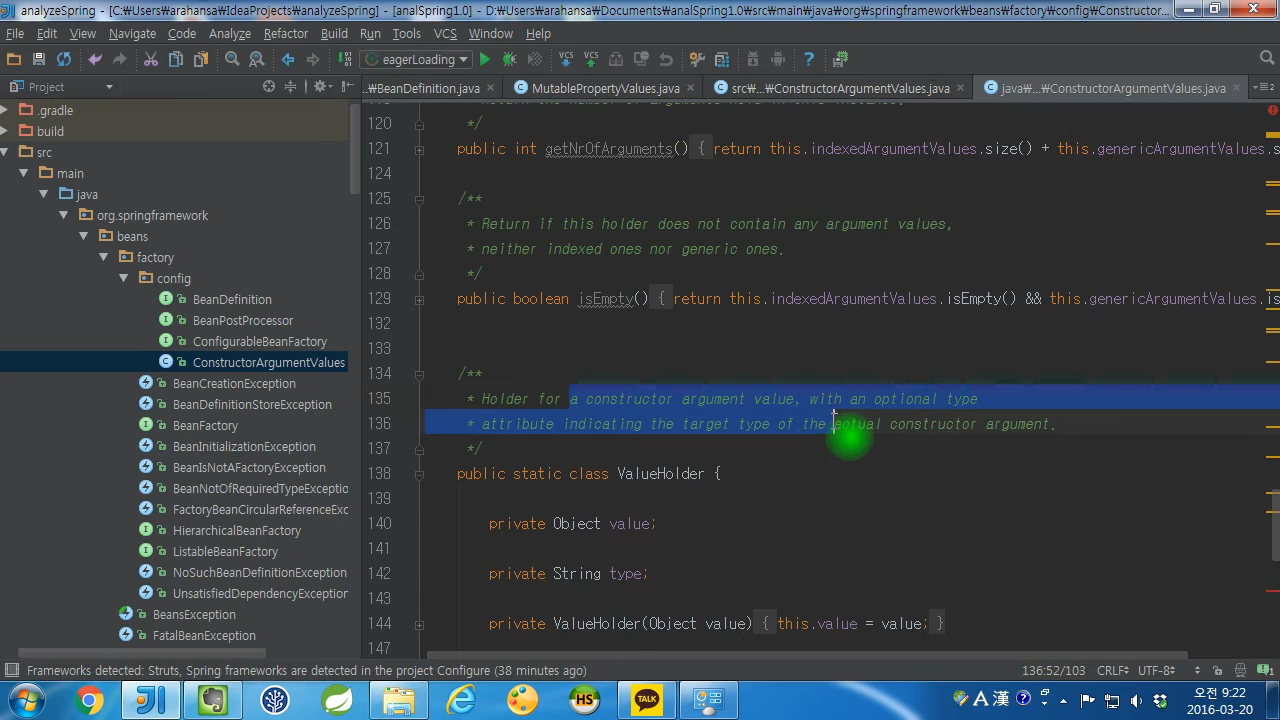 analyzeSpring - [C:₩Users₩arahansa₩IdeaProjects₩analyzeSpring] - [analSpring1.0] - D:₩Users₩arahansa₩Documents₩analSpring1.0₩src₩main₩java₩org₩springframework₩beans₩factory₩config₩Constructor...
File Edit View Navigate Code Analyze Refactor Build Run Tools VCS Window Help
eagerLoading
Project
...₩BeanDefinition.java
MutablePropertyValues.java
src₩...₩ConstructorArgumentValues.java
java₩...₩ConstructorArgumentValues.java
.gradle
build
src
main
java
org.springframework
beans
factory
config
BeanDefinition
BeanPostProcessor
ConfigurableBeanFactory
ConstructorArgumentValues
BeanCreationException
BeanDefinitionStoreException
BeanFactory
BeanInitializationException
BeanIsNotAFactoryException
BeanNotOfRequiredTypeExceptio
FactoryBeanCircularReferenceExc
HierarchicalBeanFactory
ListableBeanFactory
NoSuchBeanDefinitionException
UnsatisfiedDependencyException
BeansException
FatalBeanException
120 */
121 public int getNrOfArguments() { return this.indexedArgumentValues.size() + this.genericArgumentValues.s
124
125 /**
126 * Return if this holder does not contain any argument values,
127 * neither indexed ones nor generic ones.
128 */
129 public boolean isEmpty() { return this.indexedArgumentValues.isEmpty() && this.genericArgumentValues.is
132
133
134 /**
135 * Holder for a constructor argument value, with an optional type
136 * attribute indicating the target type of the actual constructor argument.
137 */
138 public static class ValueHolder {
139
140 private Object value;
141
142 private String type;
143
144 private ValueHolder(Object value) { this.value = value; }
147
Frameworks detected: Struts, Spring frameworks are detected in the project Configure (38 minutes ago)
136:52/103 CRLF÷ UTF-8÷
TALK
HS
A 漢
오전 9:22
2016-03-20